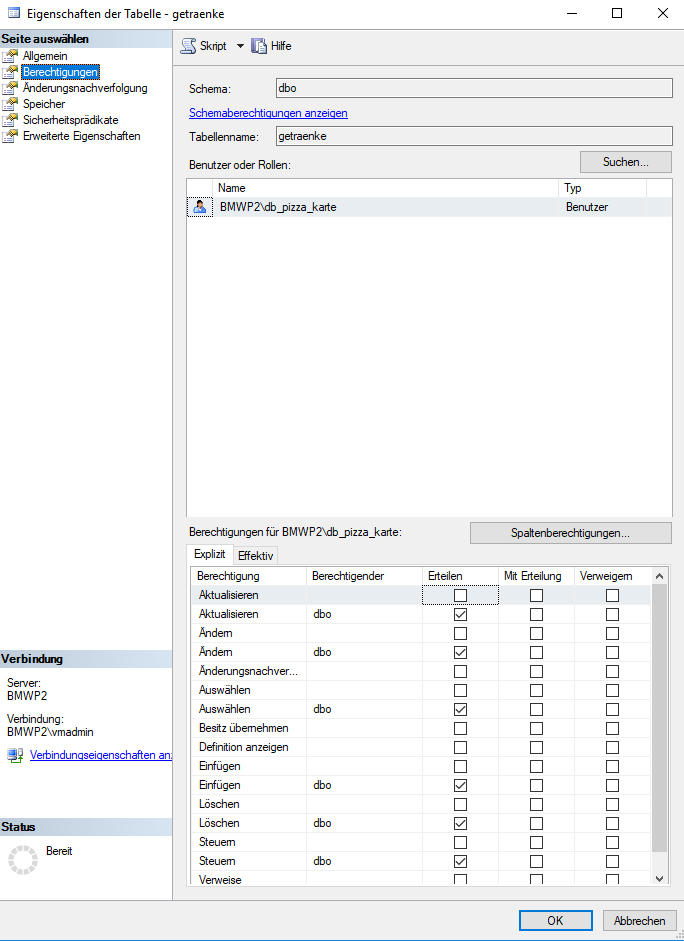 Eigenschaften der Tabelle - getraenke
Seite auswählen
Allgemein
Berechtigungen
Änderungsnachverfolgung
Speicher
Sicherheitsprädikate
Erweiterte Eigenschaften
Skript
Hilfe
Schema:
dbo
Schemaberechtigungen anzeigen
Tabellenname:
getraenke
Benutzer oder Rollen:
Suchen...
Name Typ
BMWP2\db_pizza_karte Benutzer
Berechtigungen für BMWP2\db_pizza_karte:
Spaltenberechtigungen...
Explizit Effektiv
Berechtigung Berechtigender Erteilen Mit Erteilung Verweigern
Aktualisieren
Aktualisieren dbo
Ändern
Ändern dbo
Änderungsnachver...
Auswählen
Auswählen dbo
Besitz übernehmen
Definition anzeigen
Einfügen
Einfügen dbo
Löschen
Löschen dbo
Steuern
Steuern dbo
Verweise
Verbindung
Server:
BMWP2
Verbindung:
BMWP2\vmadmin
Verbindungseigenschaften anz
Status
Bereit
OK
Abbrechen